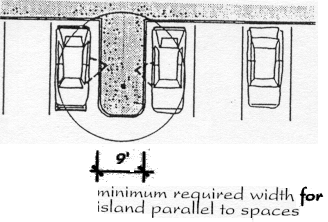 9'
minimum required width for
island parallel to spaces